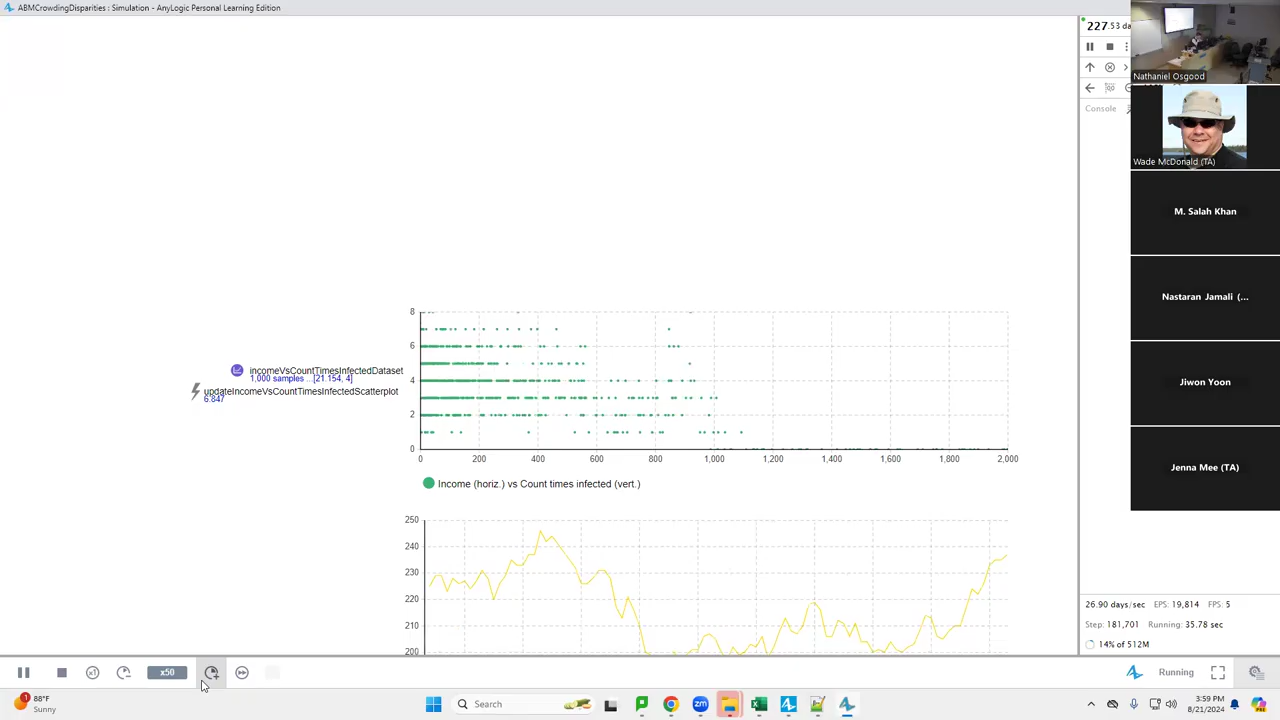 ABMCrowdingDisparities : Simulation - AnyLogic Personal Learning Edition
227.53 da
Nathaniel Osgood
Console
Wade McDonald (TA)
M. Salah Khan
Nastaran Jamali (...
Jiwon Yoon
Jenna Mee (TA)
incomeVsCountTimesInfectedDataset
1,000 samples ...[21.154, 4]
updateIncomeVsCountTimesInfectedScatterplot
6.847
8
6
4
2
0
0 200 400 600 800 1,000 1,200 1,400 1,600 1,800 2,000
Income (horiz.) vs Count times infected (vert.)
250
240
230
220
210
200
26.90 days/sec EPS: 19,814 FPS: 5
Step: 181,701 Running: 35.78 sec
14% of 512M
x50
Running
1
88°F
Sunny
Search
zm
3:59 PM
8/21/2024